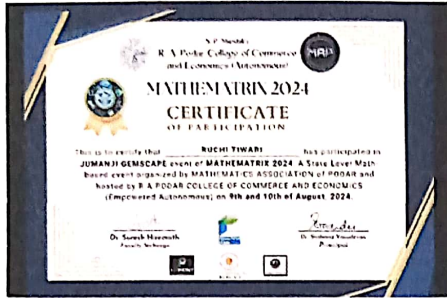 R A Podar College of Commerce
and Economics (Autonomous)
MATHEMATRIX 2024
CERTIFICATE
OF PARTICIPATION
This is to certify that RUCHI TIWARI has participated in
JUMANJI GEMSCAPE event of MATHEMATRIX 2024. A State Level Math
based event organized by MATHEMATICS ASSOCIATION of PODAR and
hosted by R A PODAR COLLEGE OF COMMERCE AND ECONOMICS
(Empowered Autonomous) on 9th and 10th of August, 2024.
Principal